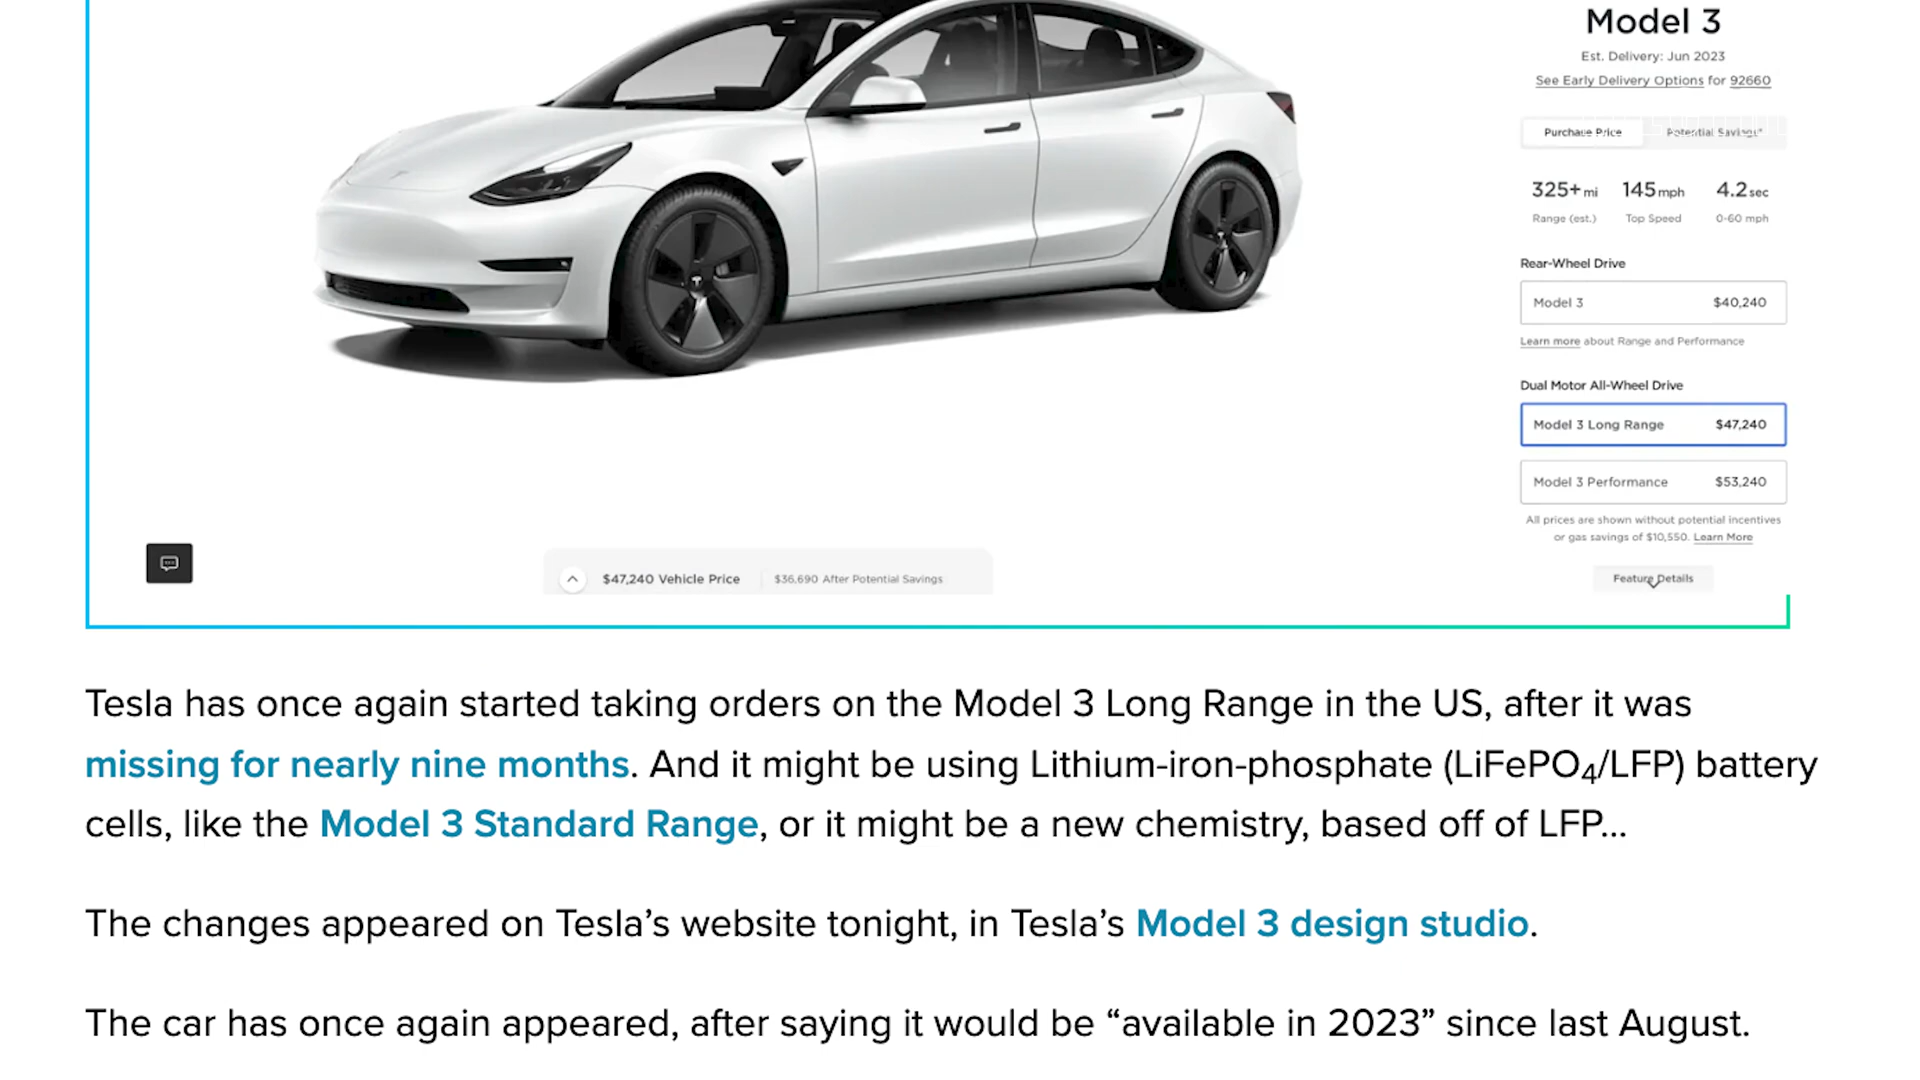 Model 3
Est. Delivery: Jun 2023
See Early Delivery Options for 92660
Purchase Price Potential Savings*
325+ mi 145 mph 4.2 sec
Range (est.) Top Speed 0-60 mph
Rear-Wheel Drive
Model 3 $40,240
Learn more about Range and Performance
Dual Motor All-Wheel Drive
Model 3 Long Range $47,240
Model 3 Performance $53,240
All prices are shown without potential incentives
or gas savings of $10,550. Learn More
Feature Details
$47,240 Vehicle Price $36,690 After Potential Savings
Tesla has once again started taking orders on the Model 3 Long Range in the US, after it was
missing for nearly nine months. And it might be using Lithium-iron-phosphate (LiFePO₄/LFP) battery
cells, like the Model 3 Standard Range, or it might be a new chemistry, based off of LFP…
The changes appeared on Tesla’s website tonight, in Tesla’s Model 3 design studio.
The car has once again appeared, after saying it would be “available in 2023” since last August.